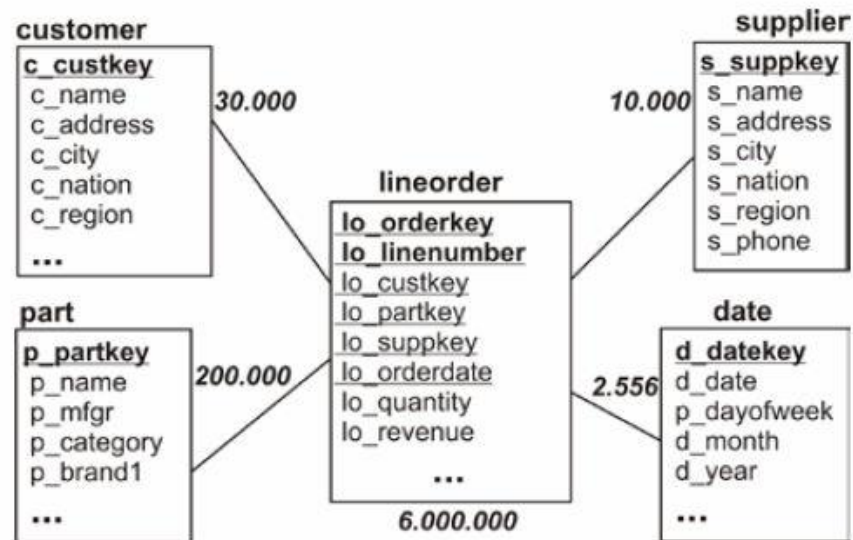 customer
c_custkey
c_name
c_address
c_city
c_nation
c_region
...
30.000
supplier
s_suppkey
s_name
s_address
s_city
s_nation
s_region
s_phone
10.000
lineorder
lo_orderkey
lo_linenumber
lo_custkey
lo_partkey
lo_suppkey
lo_orderdate
lo_quantity
lo_revenue
...
6.000.000
part
p_partkey
p_name
p_mfgr
p_category
p_brand1
...
200.000
date
d_datekey
d_date
p_dayofweek
d_month
d_year
...
2.556